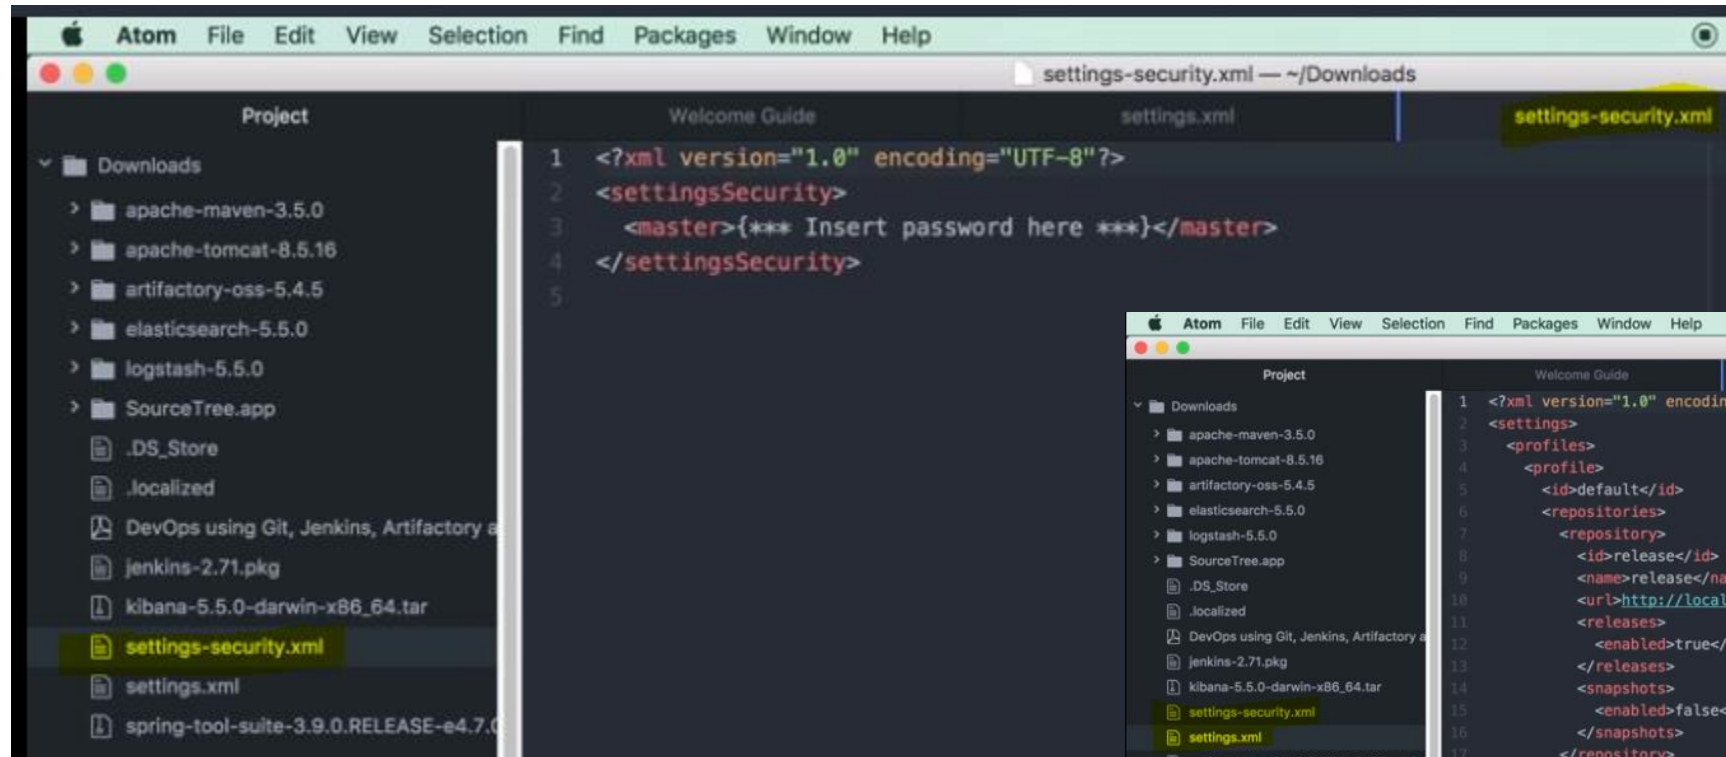 Atom File Edit View Selection Find Packages Window Help
settings-security.xml — ~/Downloads
Project
Welcome Guide
settings.xml
settings-security.xml
Downloads
apache-maven-3.5.0
apache-tomcat-8.5.16
artifactory-oss-5.4.5
elasticsearch-5.5.0
logstash-5.5.0
SourceTree.app
.DS_Store
.localized
DevOps using Git, Jenkins, Artifactory a
jenkins-2.71.pkg
kibana-5.5.0-darwin-x86_64.tar
settings-security.xml
settings.xml
spring-tool-suite-3.9.0.RELEASE-e4.7.0
1 <?xml version="1.0" encoding="UTF-8"?>
2 <settingsSecurity>
3 <master>{*** Insert password here ***}</master>
4 </settingsSecurity>
5
Atom File Edit View Selection Find Packages Window Help
Project
Welcome Guide
Downloads
apache-maven-3.5.0
apache-tomcat-8.5.16
artifactory-oss-5.4.5
elasticsearch-5.5.0
logstash-5.5.0
SourceTree.app
.DS_Store
.localized
DevOps using Git, Jenkins, Artifactory a
jenkins-2.71.pkg
kibana-5.5.0-darwin-x86_64.tar
settings-security.xml
settings.xml
1 <?xml version="1.0" encodin
2 <settings>
3 <profiles>
4 <profile>
5 <id>default</id>
6 <repositories>
7 <repository>
8 <id>release</id>
9 <name>release</na
10 <url>http://local
11 <releases>
12 <enabled>true</
13 </releases>
14 <snapshots>
15 <enabled>false<
16 </snapshots>
17 </repository>